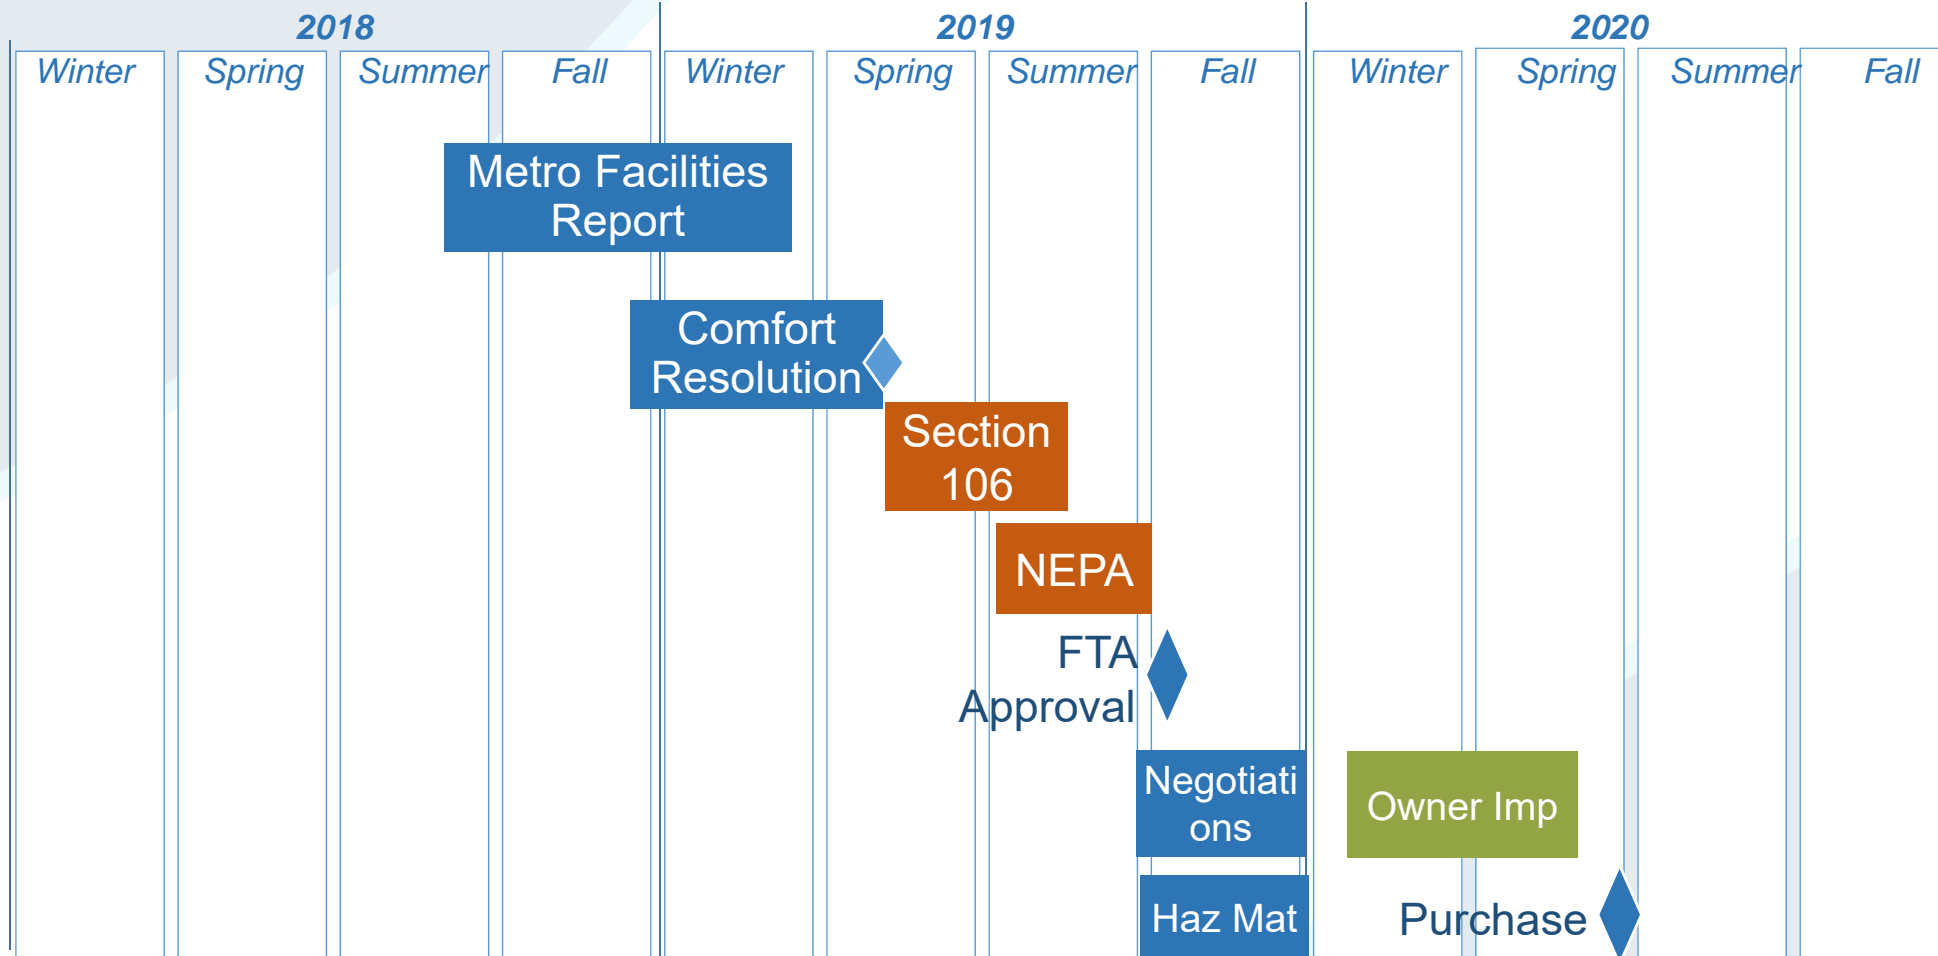 2018 2019 2020
Winter Spring Summer Fall Winter Spring Summer Fall Winter Spring Summer Fall
Metro Facilities
Report
Comfort
Resolution
Section
106
NEPA
FTA
Approval
Negotiati
ons
Owner Imp
Haz Mat
Purchase